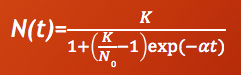 N(t)= K / 1+(K/N₀ −1)exp(−αt)